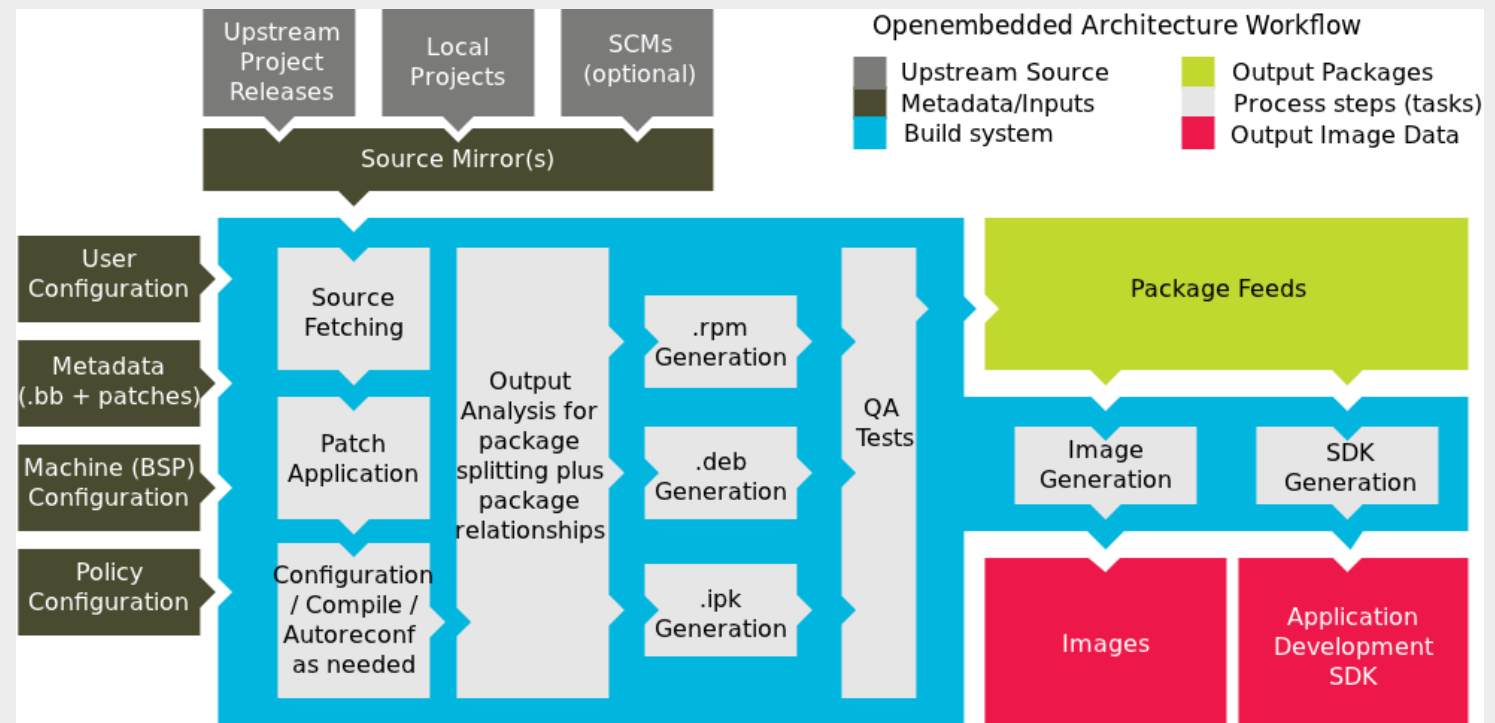 Openembedded Architecture Workflow
Upstream Source
Metadata/Inputs
Build system
Output Packages
Process steps (tasks)
Output Image Data
Upstream
Project
Releases
Local
Projects
SCMs
(optional)
Source Mirror(s)
User
Configuration
Metadata
(.bb + patches)
Machine (BSP)
Configuration
Policy
Configuration
Source
Fetching
Patch
Application
Configuration
/ Compile /
Autoreconf
as needed
Output
Analysis for
package
splitting plus
package
relationships
.rpm
Generation
.deb
Generation
.ipk
Generation
QA
Tests
Package Feeds
Image
Generation
SDK
Generation
Images
Application
Development
SDK